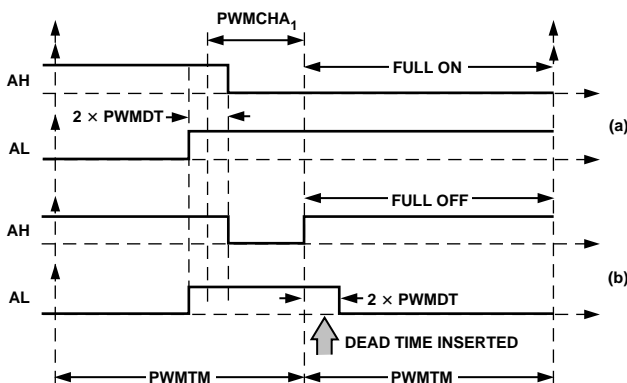 PWMCHA1
FULL ON
AH
2 × PWMDT
(a)
AL
FULL OFF
AH
(b)
AL
2 × PWMDT
DEAD TIME INSERTED
PWMTM
PWMTM